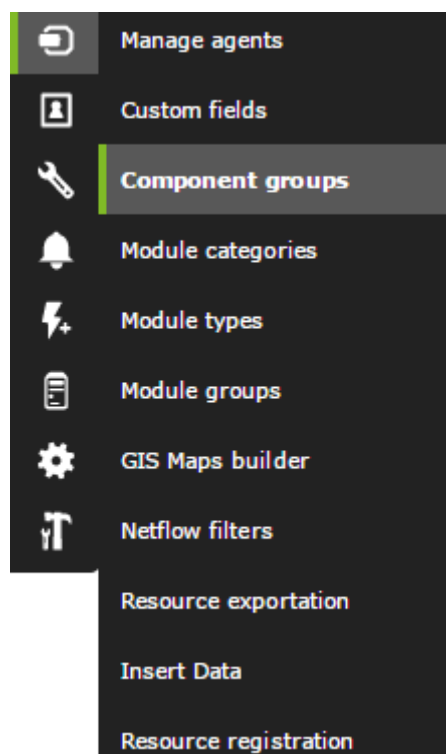 Manage agents
Custom fields
Component groups
Module categories
Module types
Module groups
GIS Maps builder
Netflow filters
Resource exportation
Insert Data
Resource registration